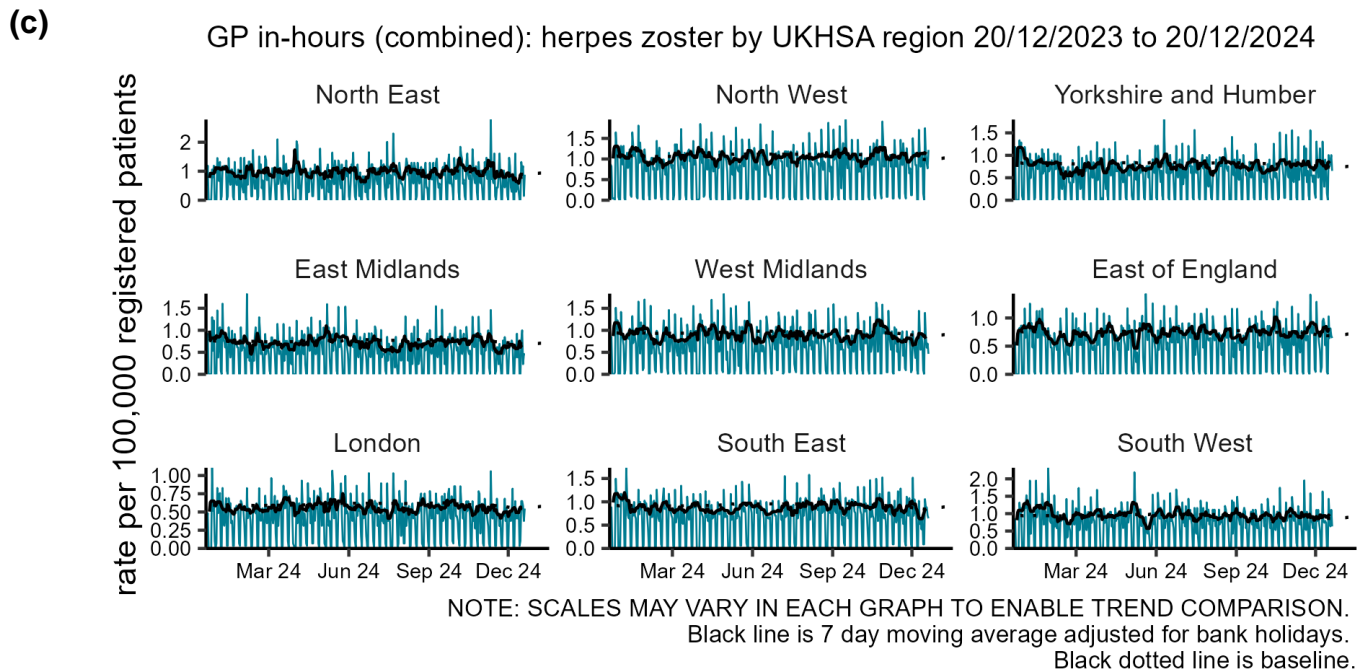 (c)
GP in-hours (combined): herpes zoster by UKHSA region 20/12/2023 to 20/12/2024
rate per 100,000 registered patients
North East
2
1
0
North West
1.5
1.0
0.5
0.0
Yorkshire and Humber
1.5
1.0
0.5
0.0
East Midlands
1.5
1.0
0.5
0.0
West Midlands
1.5
1.0
0.5
0.0
East of England
1.0
0.5
0.0
London
1.00
0.75
0.50
0.25
0.00
Mar 24 Jun 24 Sep 24 Dec 24
South East
1.5
1.0
0.5
0.0
Mar 24 Jun 24 Sep 24 Dec 24
South West
2.0
1.5
1.0
0.5
0.0
Mar 24 Jun 24 Sep 24 Dec 24
NOTE: SCALES MAY VARY IN EACH GRAPH TO ENABLE TREND COMPARISON.
Black line is 7 day moving average adjusted for bank holidays.
Black dotted line is baseline.